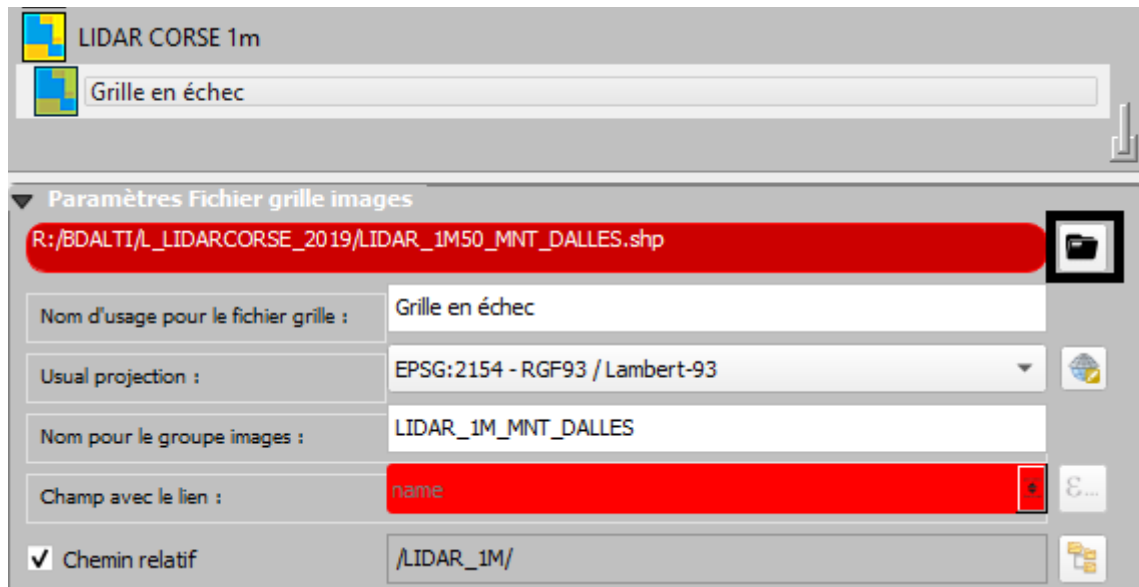 LIDAR CORSE 1m
Grille en échec
Paramètres Fichier grille images
R:/BDALTI/L_LIDARCORSE_2019/LIDAR_1M50_MNT_DALLES.shp
Nom d'usage pour le fichier grille : Grille en échec
Usual projection : EPSG:2154 - RGF93 / Lambert-93
Nom pour le groupe images : LIDAR_1M_MNT_DALLES
Champ avec le lien : name ε...
Chemin relatif /LIDAR_1M/